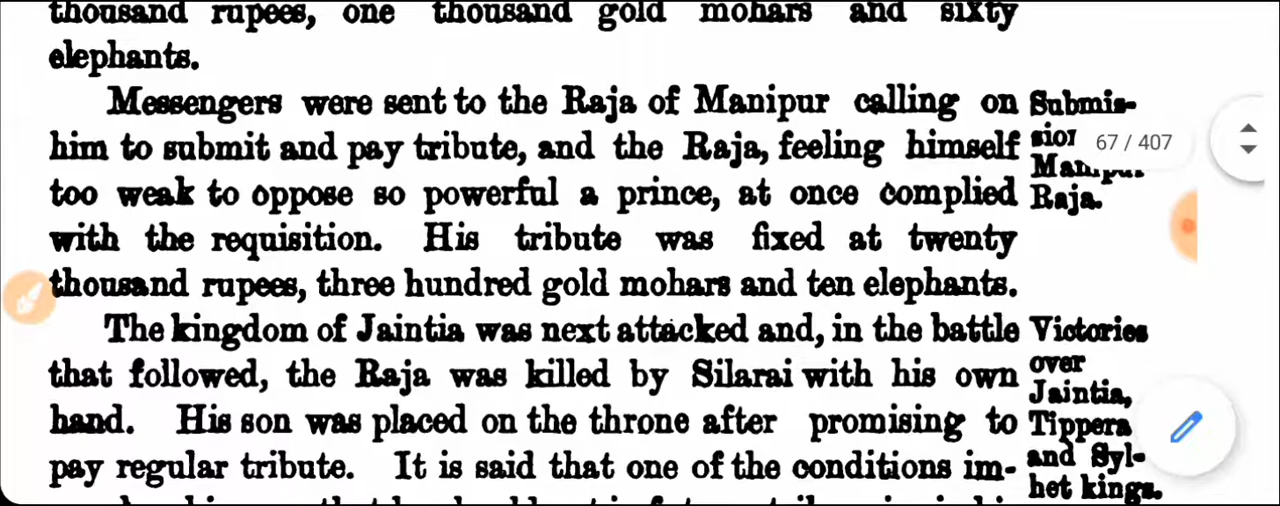 thousand rupees, one thousand gold mohars and sixty
elephants.
Messengers were sent to the Raja of Manipur calling on
him to submit and pay tribute, and the Raja, feeling himself
too weak to oppose so powerful a prince, at once complied
with the requisition. His tribute was fixed at twenty
thousand rupees, three hundred gold mohars and ten elephants.
The kingdom of Jaintia was next attacked and, in the battle
that followed, the Raja was killed by Silarai with his own
hand. His son was placed on the throne after promising to
pay regular tribute. It is said that one of the conditions im-
Submis-
sion
Manipur
Raja.
67 / 407
Victories
over
Jaintia,
Tippera
and Syl-
het kings.